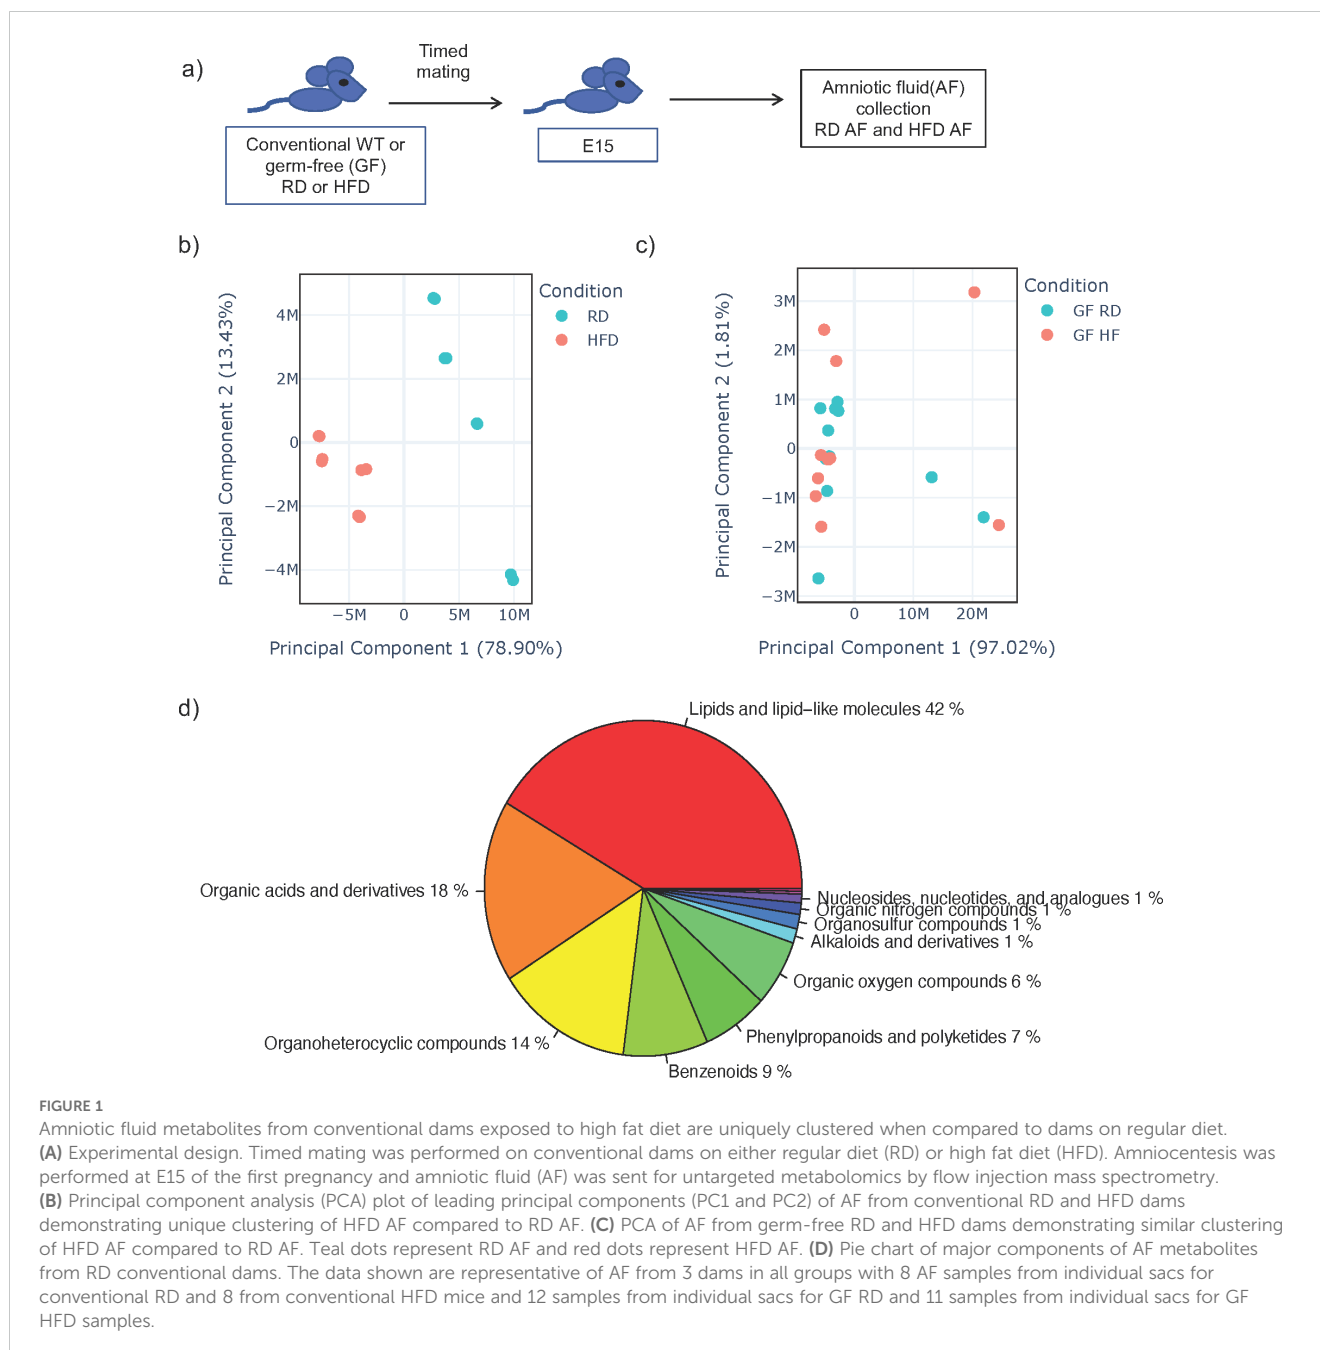 a)
Timed
mating
Conventional WT or
germ-free (GF)
RD or HFD
E15
Amniotic fluid(AF)
collection
RD AF and HFD AF
b)
Principal Component 2 (13.43%)
4M
2M
0
−2M
−4M
−5M 0 5M 10M
Principal Component 1 (78.90%)
Condition
RD
HFD
c)
Principal Component 2 (1.81%)
3M
2M
1M
0
−1M
−2M
−3M
0 10M 20M
Principal Component 1 (97.02%)
Condition
GF RD
GF HF
d)
Lipids and lipid–like molecules 42 %
Organic acids and derivatives 18 %
Nucleosides, nucleotides, and analogues 1 %
Organic nitrogen compounds 1 %
Organosulfur compounds 1 %
Alkaloids and derivatives 1 %
Organic oxygen compounds 6 %
Phenylpropanoids and polyketides 7 %
Organoheterocyclic compounds 14 %
Benzenoids 9 %
FIGURE 1
Amniotic fluid metabolites from conventional dams exposed to high fat diet are uniquely clustered when compared to dams on regular diet.
(A) Experimental design. Timed mating was performed on conventional dams on either regular diet (RD) or high fat diet (HFD). Amniocentesis was
performed at E15 of the first pregnancy and amniotic fluid (AF) was sent for untargeted metabolomics by flow injection mass spectrometry.
(B) Principal component analysis (PCA) plot of leading principal components (PC1 and PC2) of AF from conventional RD and HFD dams
demonstrating unique clustering of HFD AF compared to RD AF. (C) PCA of AF from germ-free RD and HFD dams demonstrating similar clustering
of HFD AF compared to RD AF. Teal dots represent RD AF and red dots represent HFD AF. (D) Pie chart of major components of AF metabolites
from RD conventional dams. The data shown are representative of AF from 3 dams in all groups with 8 AF samples from individual sacs for
conventional RD and 8 from conventional HFD mice and 12 samples from individual sacs for GF RD and 11 samples from individual sacs for GF
HFD samples.